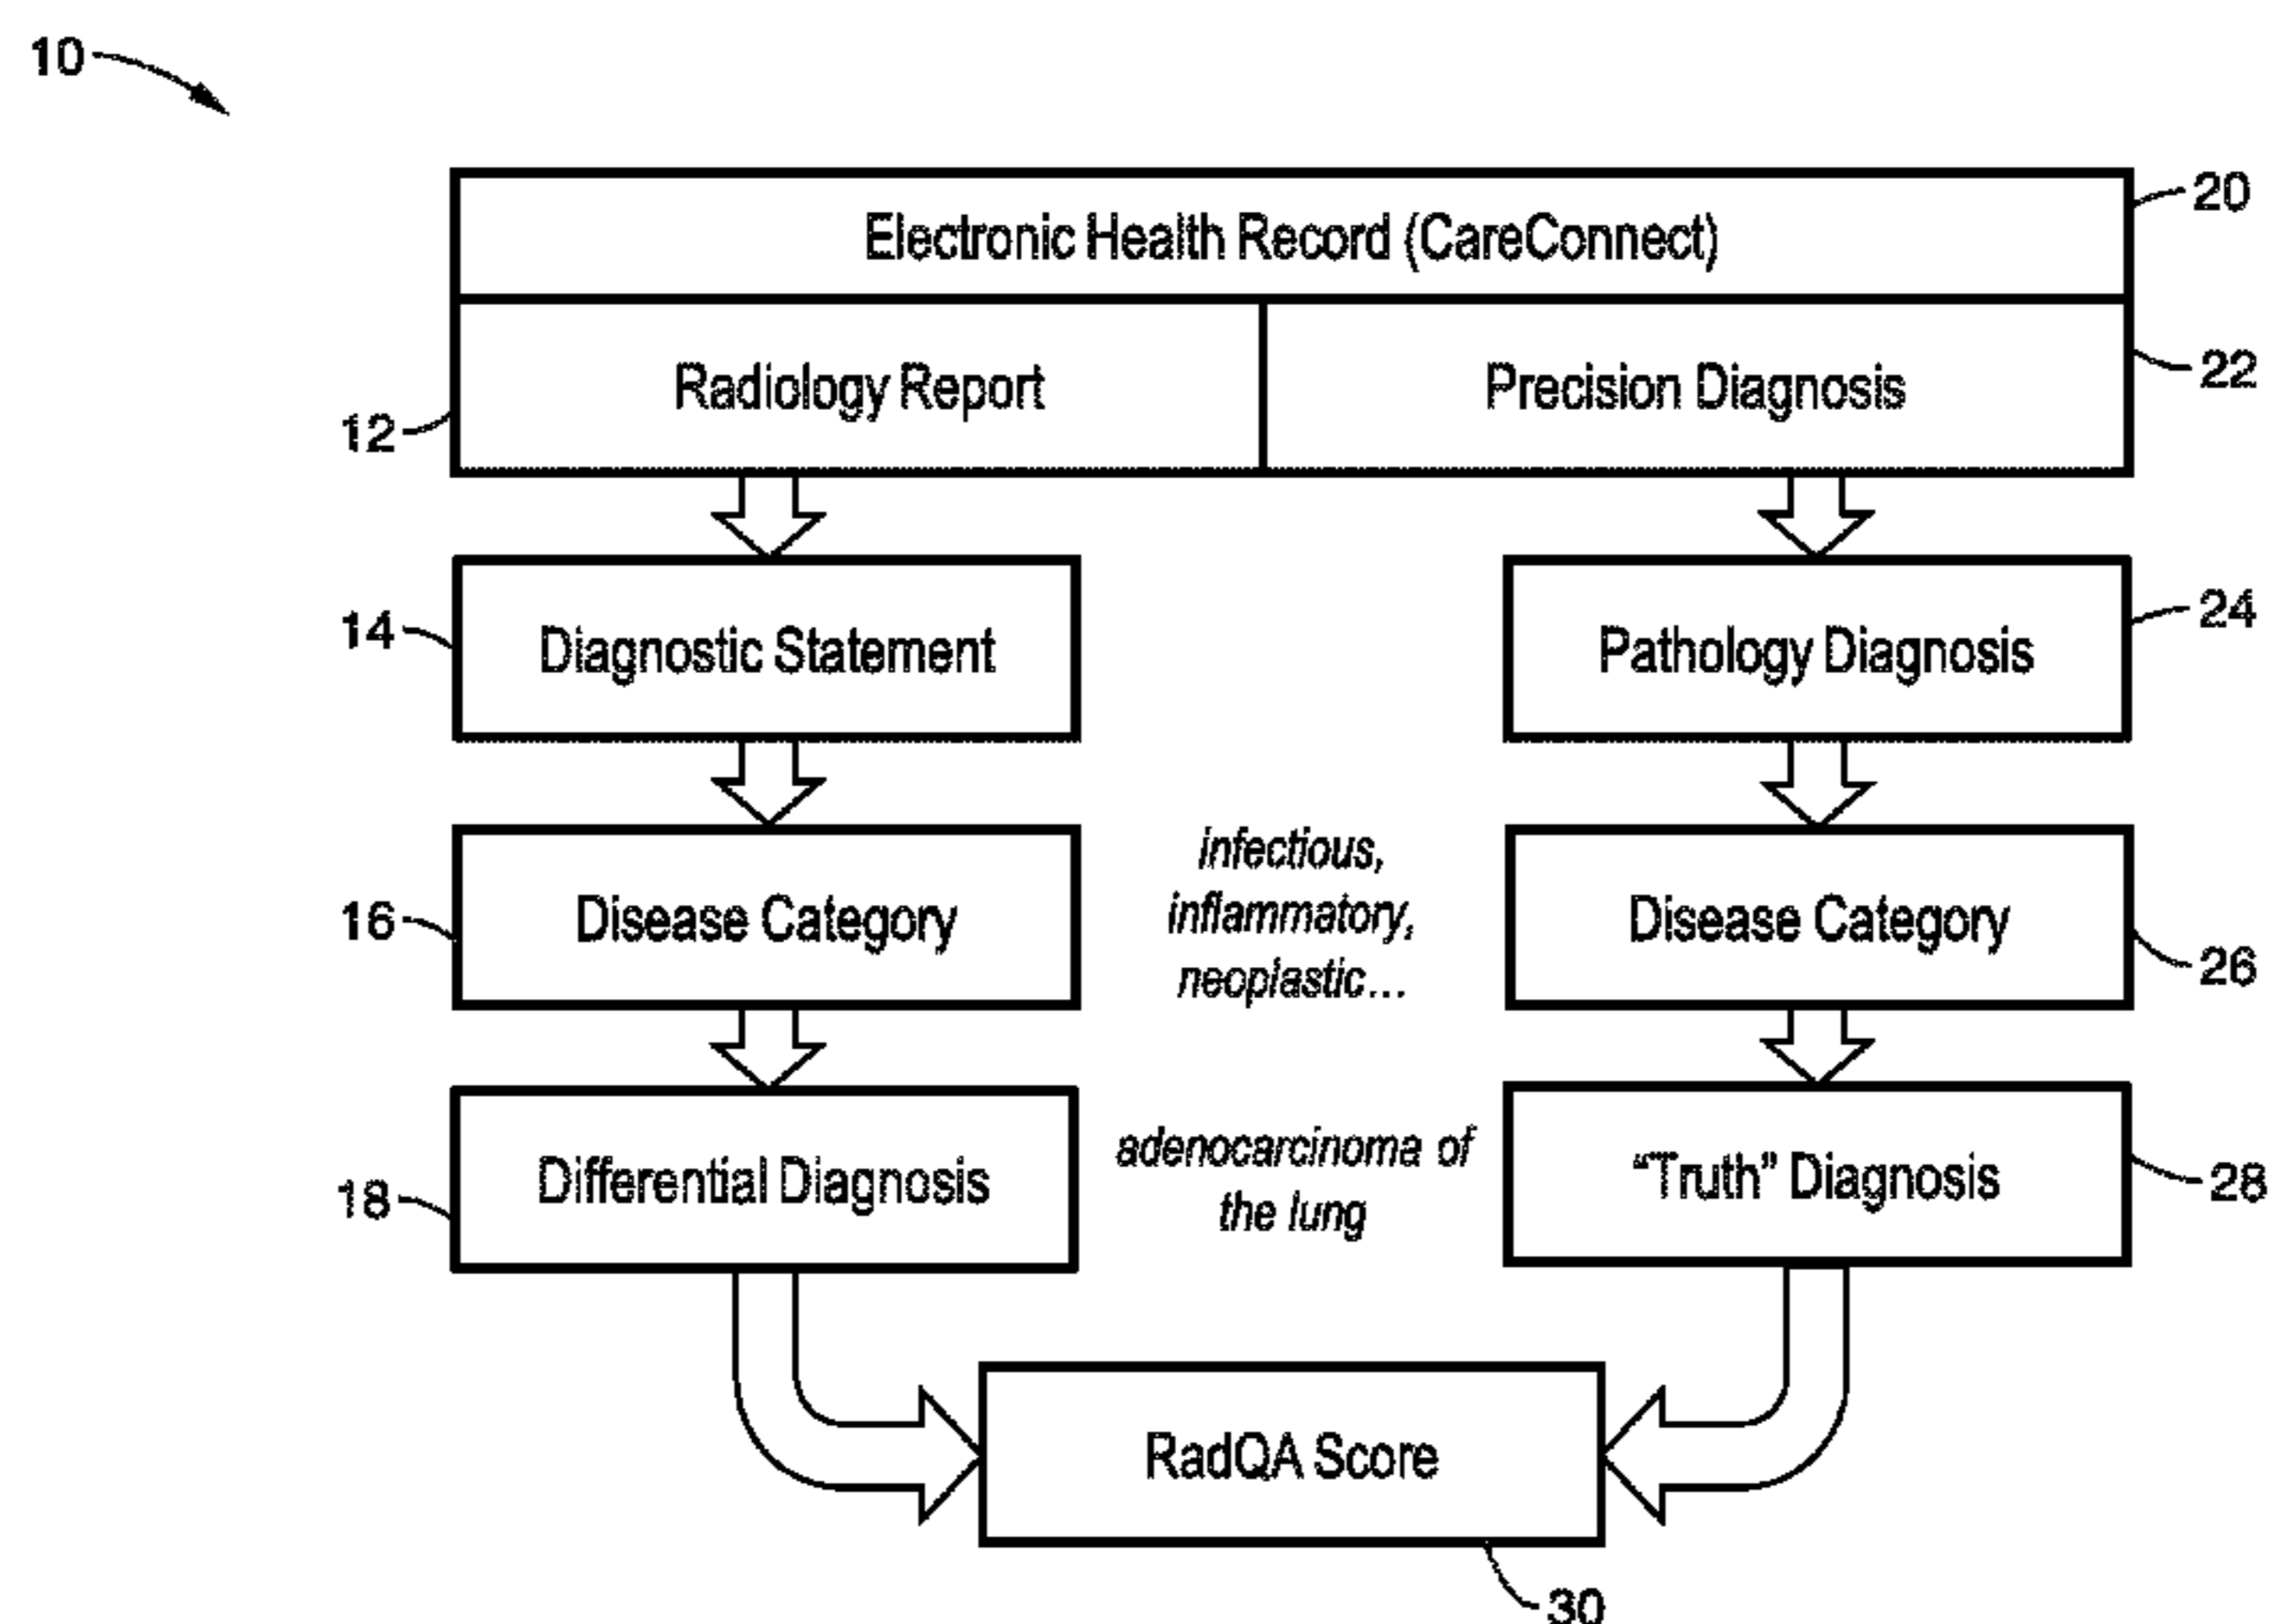 10
Electronic Health Record (CareConnect)
20
Radiology Report
Precision Diagnosis
22
12
Diagnostic Statement
Pathology Diagnosis
24
14
infectious,
inflammatory,
neoplastic...
Disease Category
Disease Category
16
26
adenocarcinoma of
the lung
Differential Diagnosis
"Truth" Diagnosis
18
28
RadQA Score
30